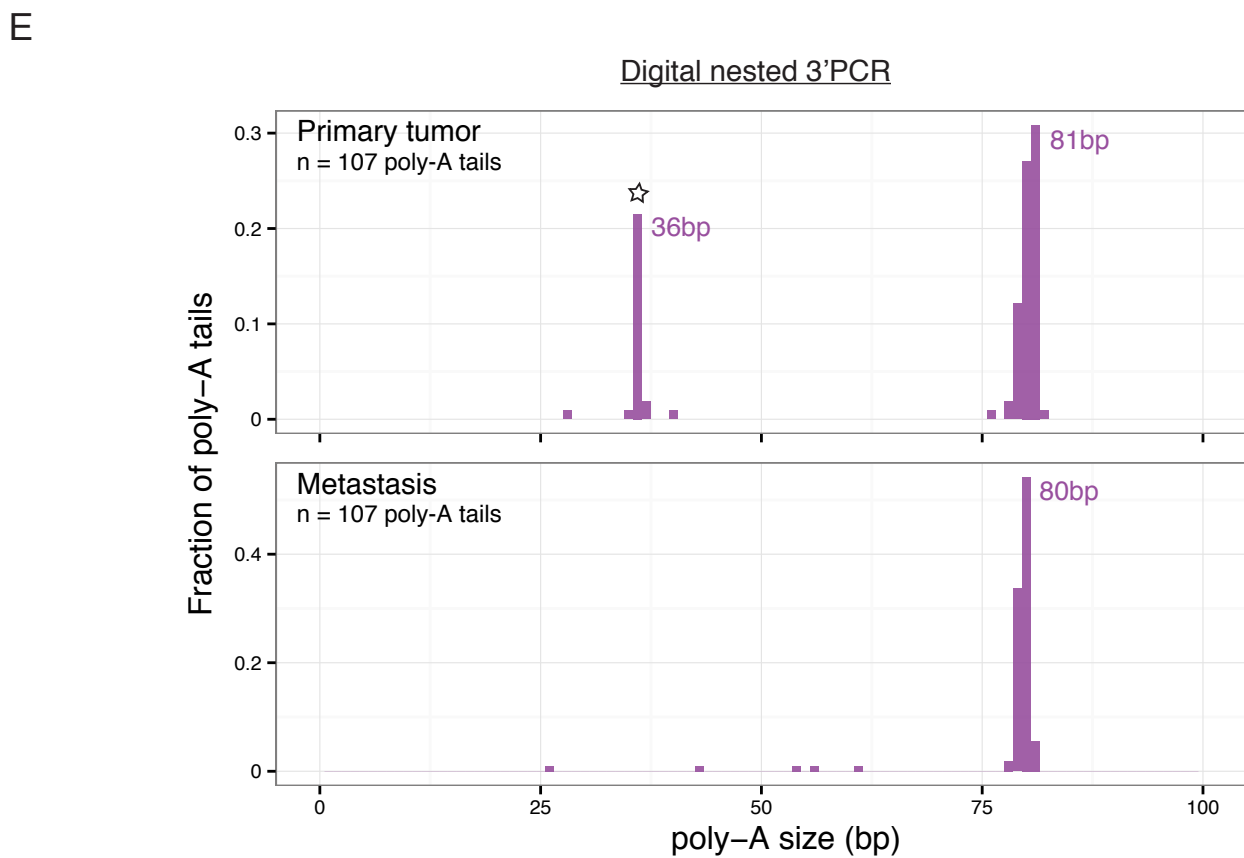 E
Digital nested 3'PCR
Primary tumor
n = 107 poly-A tails
81bp
36bp
0.3
0.2
0.1
0
Fraction of poly−A tails
Metastasis
n = 107 poly-A tails
80bp
0.4
0.2
0
0
25
50
75
100
poly−A size (bp)